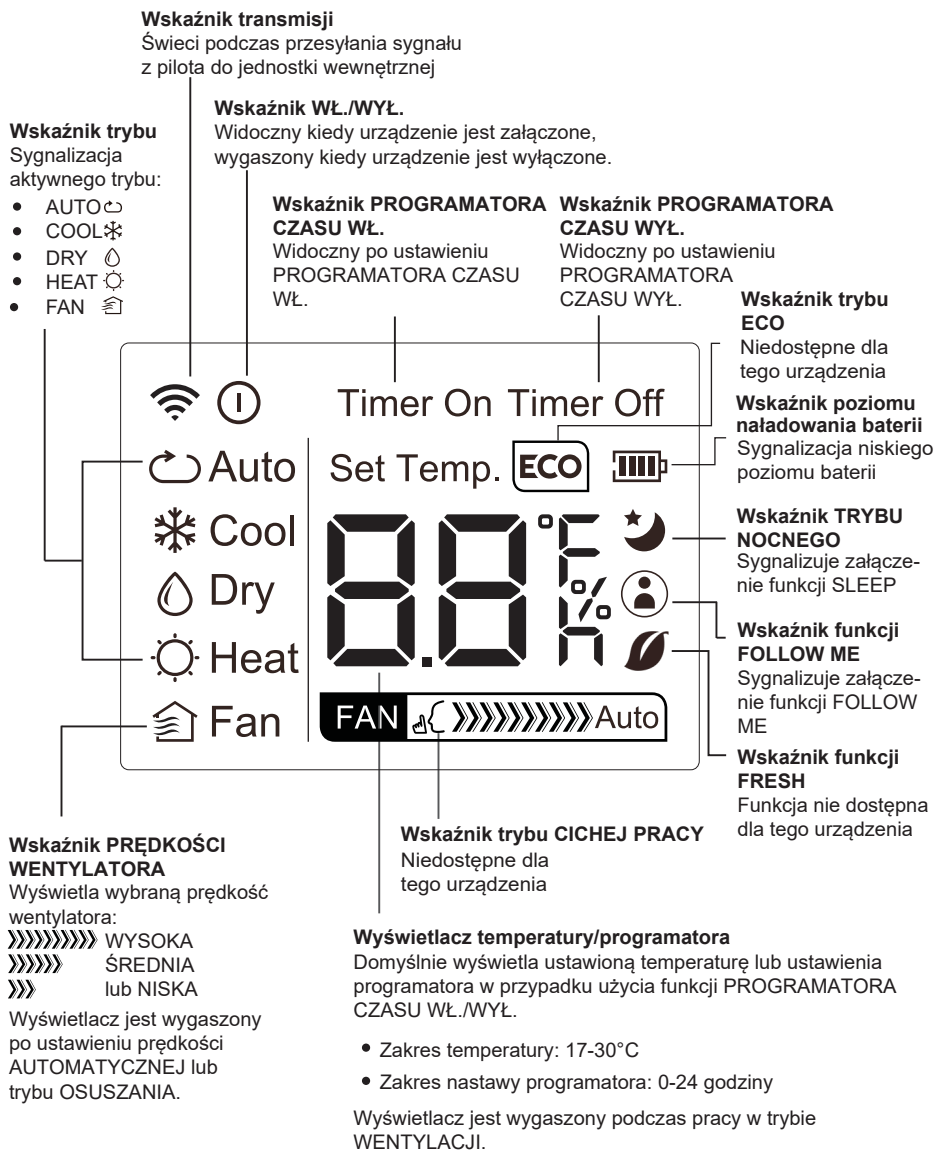 Wskaźnik transmisji
Świeci podczas przesyłania sygnału
z pilota do jednostki wewnętrznej
Wskaźnik WŁ./WYŁ.
Widoczny kiedy urządzenie jest załączone,
wygaszony kiedy urządzenie jest wyłączone.
Wskaźnik trybu
Sygnalizacja
aktywnego trybu:
• AUTO
• COOL
• DRY
• HEAT
• FAN
Wskaźnik PROGRAMATORA
CZASU WŁ.
Widoczny po ustawieniu
PROGRAMATORA CZASU
WŁ.
Wskaźnik PROGRAMATORA
CZASU WYŁ.
Widoczny po ustawieniu
PROGRAMATORA
CZASU WYŁ.
Wskaźnik trybu
ECO
Niedostępne dla
tego urządzenia
Wskaźnik poziomu
naładowania baterii
Sygnalizacja niskiego
poziomu baterii
Wskaźnik TRYBU
NOCNEGO
Sygnalizuje załącze-
nie funkcji SLEEP
Wskaźnik funkcji
FOLLOW ME
Sygnalizuje załącze-
nie funkcji FOLLOW
ME
Wskaźnik funkcji
FRESH
Funkcja nie dostępna
dla tego urządzenia
Timer On Timer Off
Auto
Set Temp. ECO
Cool
Dry
Heat
Fan
8.8 °F % h
FAN Auto
Wskaźnik PRĘDKOŚCI
WENTYLATORA
Wyświetla wybraną prędkość
wentylatora:
WYSOKA
ŚREDNIA
lub NISKA
Wyświetlacz jest wygaszony
po ustawieniu prędkości
AUTOMATYCZNEJ lub
trybu OSUSZANIA.
Wskaźnik trybu CICHEJ PRACY
Niedostępne dla
tego urządzenia
Wyświetlacz temperatury/programatora
Domyślnie wyświetla ustawioną temperaturę lub ustawienia
programatora w przypadku użycia funkcji PROGRAMATORA
CZASU WŁ./WYŁ.
• Zakres temperatury: 17-30°C
• Zakres nastawy programatora: 0-24 godziny
Wyświetlacz jest wygaszony podczas pracy w trybie
WENTYLACJI.